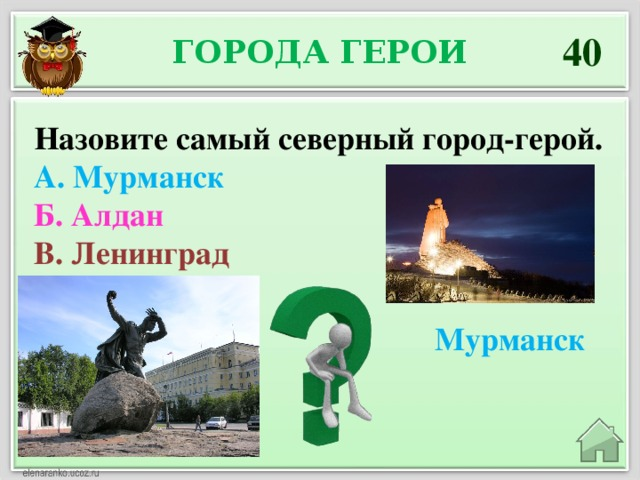 ГОРОДА ГЕРОИ
40
Назовите самый северный город-герой.
А. Мурманск
Б. Алдан
В. Ленинград
Мурманск
elenaranko.ucoz.ru